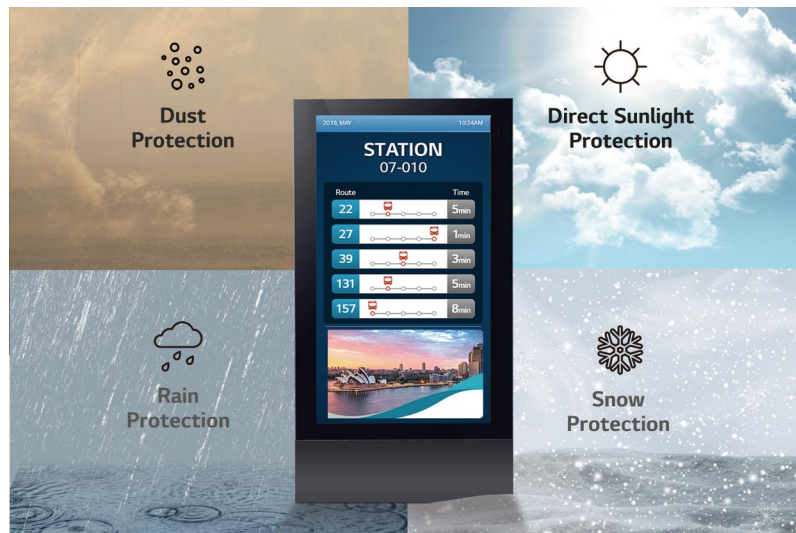 Dust
Protection
Direct Sunlight
Protection
2018, MAY 10:24AM
STATION
07-010
Route Time
22 5min
27 1min
39 3min
131 5min
157 8min
Rain
Protection
Snow
Protection